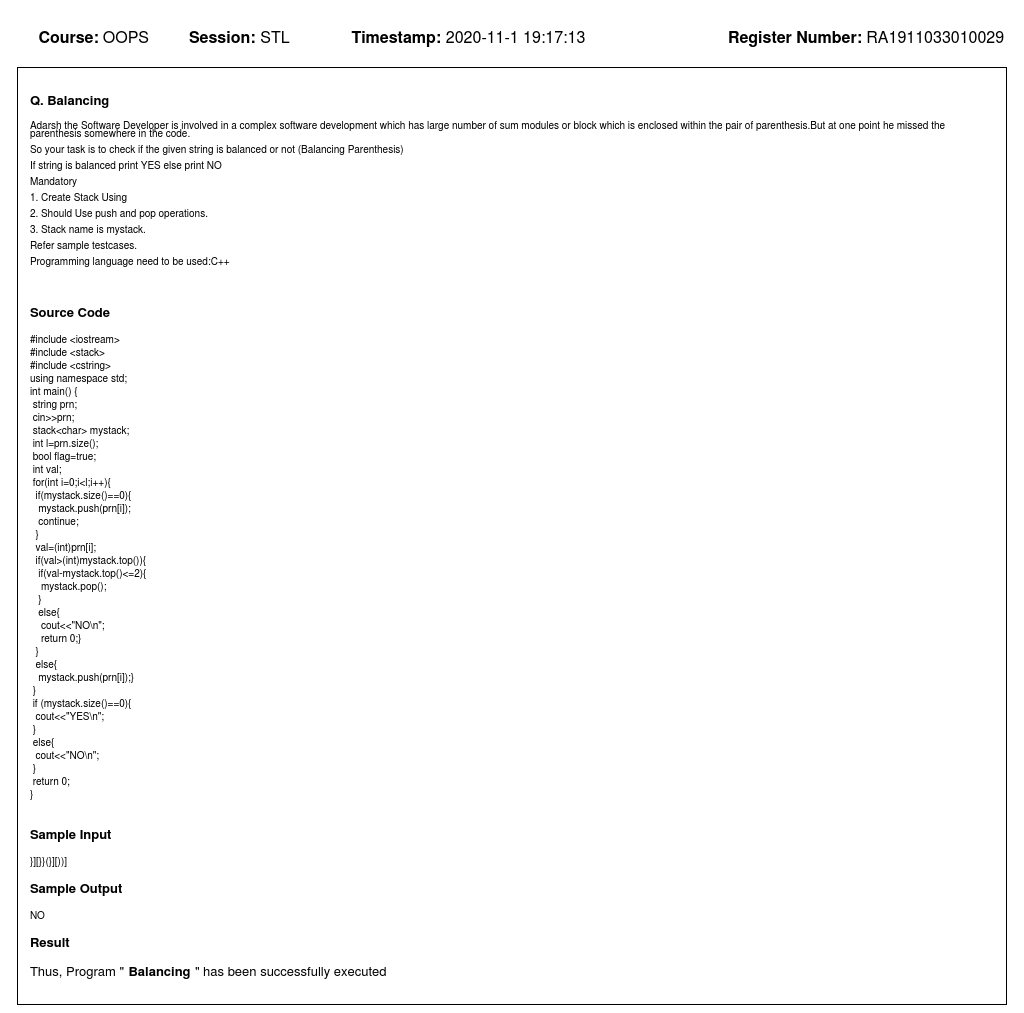 Course: OOPS Session: STL Timestamp: 2020-11-1 19:17:13 Register Number: RA1911033010029
Q. Balancing
Adarsh the Software Developer is involved in a complex software development which has large number of sum modules or block which is enclosed within the pair of parenthesis.But at one point he missed the
parenthesis somewhere in the code.
So your task is to check if the given string is balanced or not (Balancing Parenthesis)
If string is balanced print YES else print NO
Mandatory
1. Create Stack Using
2. Should Use push and pop operations.
3. Stack name is mystack.
Refer sample testcases.
Programming language need to be used:C++
Source Code
#include <iostream>
#include <stack>
#include <cstring>
using namespace std;
int main() {
string prn;
cin>>prn;
stack<char> mystack;
int l=prn.size();
bool flag=true;
int val;
for(int i=0;i<l;i++){
if(mystack.size()==0){
mystack.push(prn[i]);
continue;
}
val=(int)prn[i];
if(val>(int)mystack.top()){
if(val-mystack.top()<=2){
mystack.pop();
}
else{
cout<<"NO\n";
return 0;}
}
else{
mystack.push(prn[i]);}
}
if (mystack.size()==0){
cout<<"YES\n";
}
else{
cout<<"NO\n";
}
return 0;
}
Sample Input
Sample Output
NO
Result
Thus, Program " Balancing " has been successfully executed